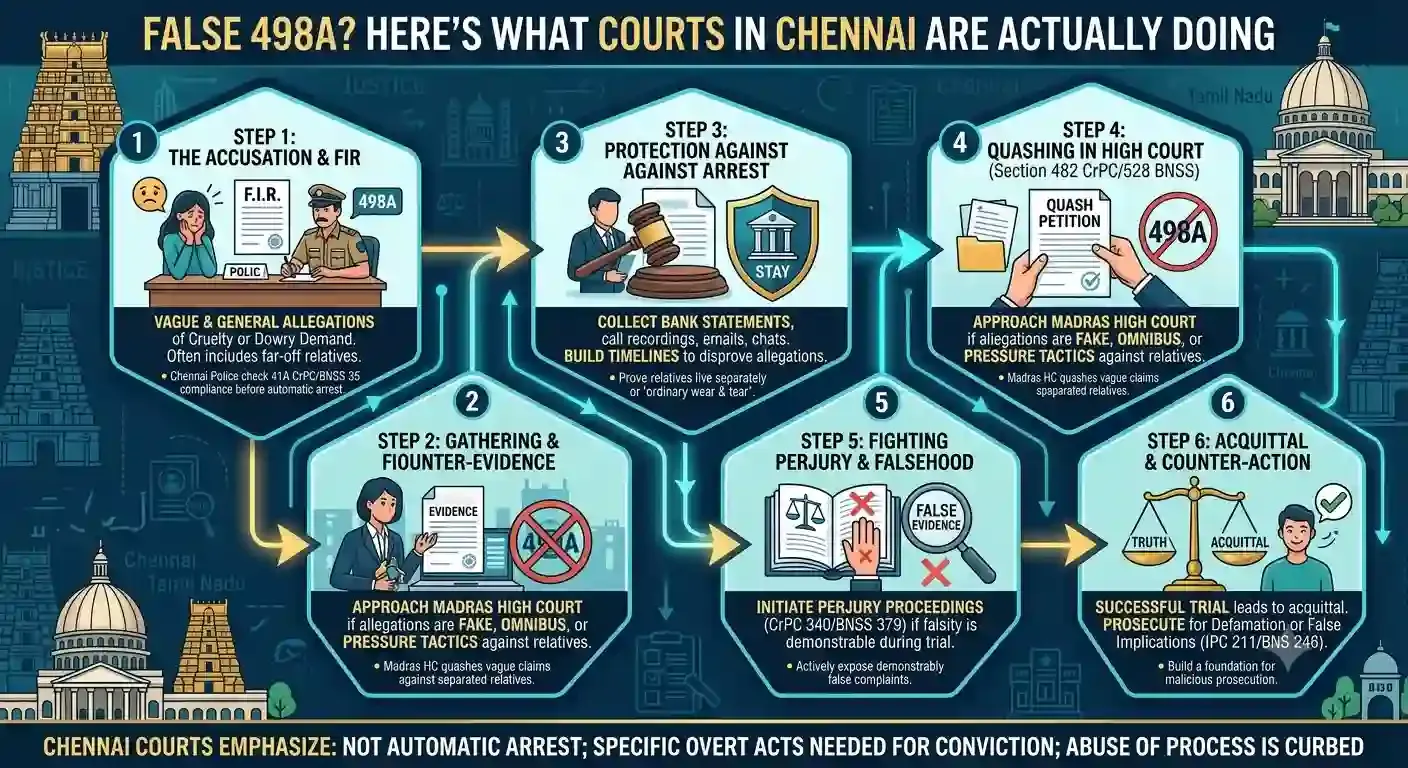 FALSE 498A? HERE'S WHAT COURTS IN CHENNAI ARE ACTUALLY DOING
1
STEP 1:
THE ACCUSATION & FIR
F.I.R.
498A
POLIC
VAGUE & GENERAL ALLEGATIONS
of Cruelty or Dowry Demand.
Often includes far-off relatives.
• Chennai Police check 41A CrPC/BNSS 35
compliance before automatic arrest.
2
STEP 2: GATHERING &
FIOUNTER-EVIDENCE
EVIDENCE
APPROACH MADRAS HIGH COURT
if allegations are FAKE, OMNIBUS, or
PRESSURE TACTICS against relatives.
• Madras HC quashes vague claims
against separated relatives.
3
STEP 3:
PROTECTION AGAINST
AGAINST ARREST
STAY
COLLECT BANK STATEMENTS,
call recordings, emails, chats.
BUILD TIMELINES to disprove allegations.
• Prove relatives live separately
or 'ordinary wear & tear'.
4
STEP 4:
QUASHING IN HIGH COURT
(Section 482 CrPC/528 BNSS)
QUASH
PETITION
498A
APPROACH MADRAS HIGH COURT
if allegations are FAKE, OMNIBUS, or
PRESSURE TACTICS against relatives.
• Madras HC quashes vague claims
spaparated relatives.
5
STEP 5: FIGHTING
PERJURY & FALSEHOOD
FALSE
EVIDENCE
INITIATE PERJURY PROCEEDINGS
(CrPC 340/BNSS 379) if falsity is
demonstrable during trial.
• Actively expose demonstrably
false complaints.
6
STEP 6: ACQUITTAL
& COUNTER-ACTION
TRUTH
ACQUITTAL
SUCCESSFUL TRIAL leads to acquittal.
PROSECUTE for Defamation or False
Implications (IPC 211/BNS 246).
• Build a foundation for
malicious prosecution.
JUSTICE
Tamil Nadu
Chennai
Tamil Nadu
CHENNAI COURTS EMPHASIZE: NOT AUTOMATIC ARREST; SPECIFIC OVERT ACTS NEEDED FOR CONVICTION; ABUSE OF PROCESS IS CURBED